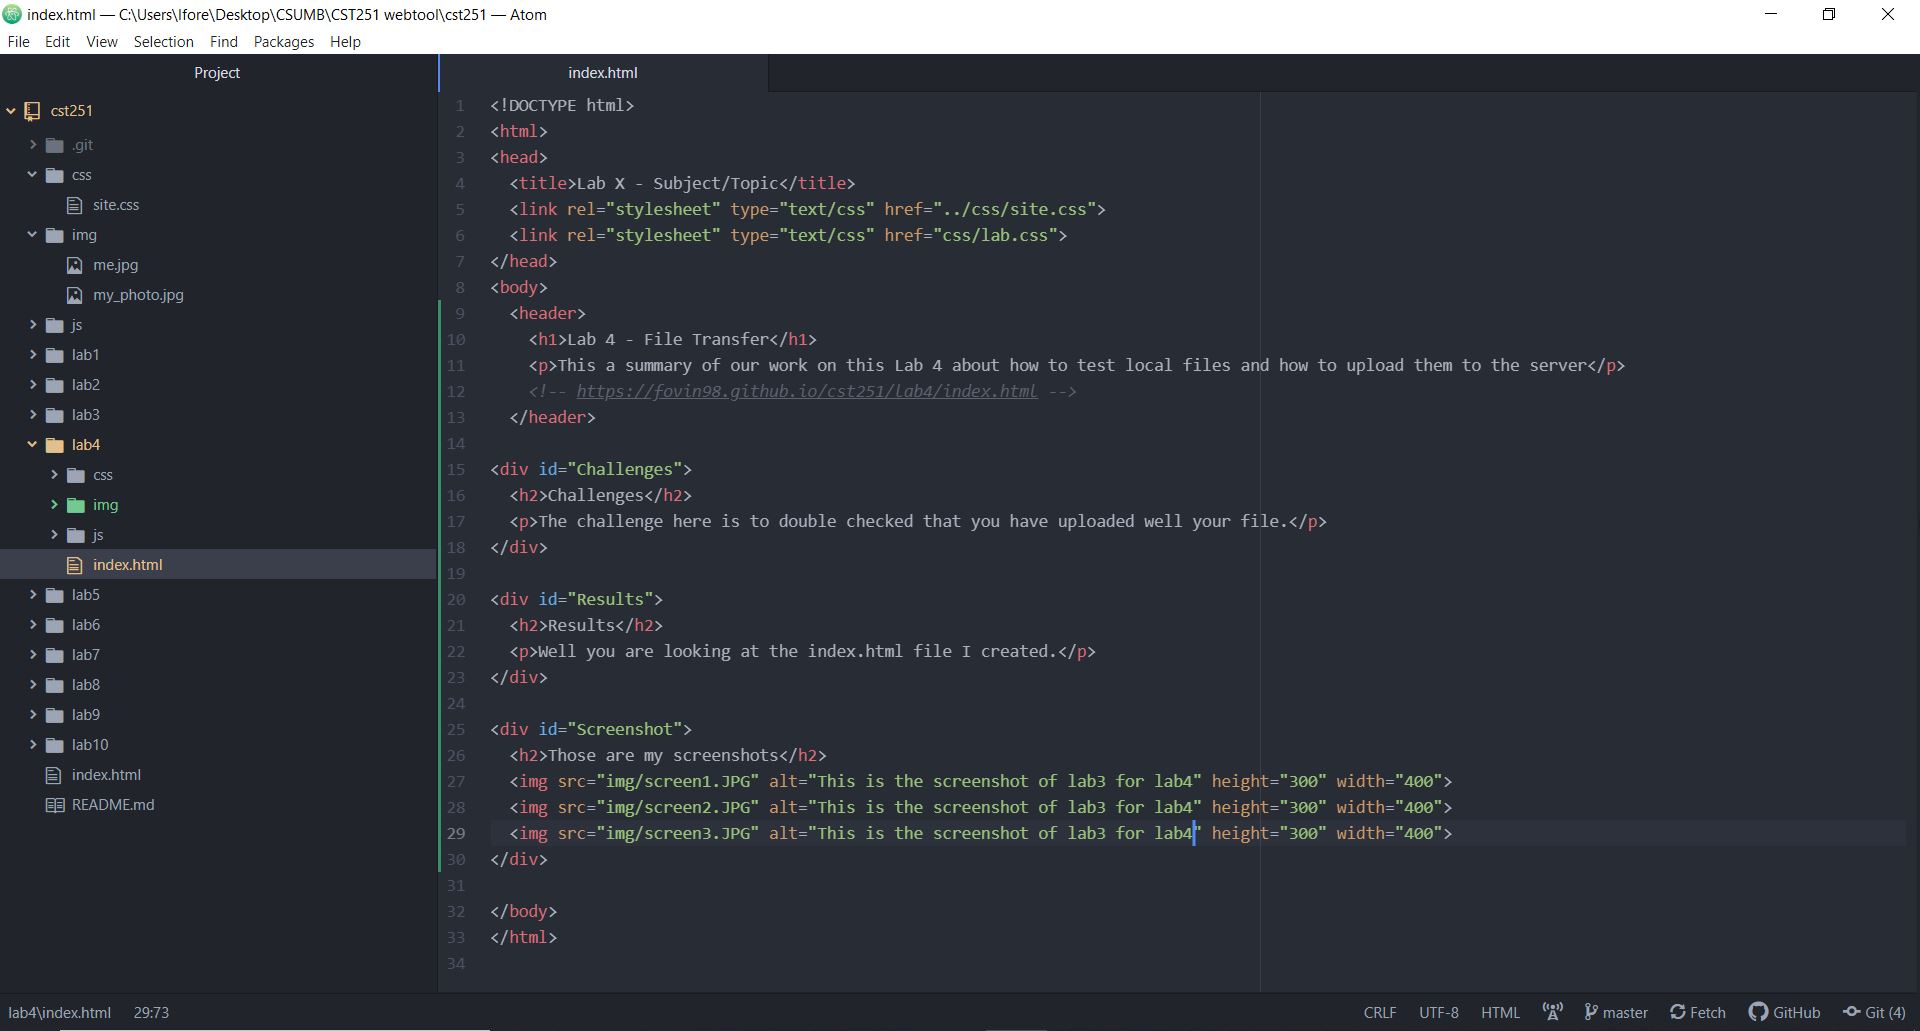 index.html — C:\Users\lfore\Desktop\CSUMB\CST251 webtool\cst251 — Atom
File Edit View Selection Find Packages Help
Project
cst251
.git
css
site.css
img
me.jpg
my_photo.jpg
js
lab1
lab2
lab3
lab4
css
img
js
index.html
lab5
lab6
lab7
lab8
lab9
lab10
index.html
README.md
index.html
1 <!DOCTYPE html>
2 <html>
3 <head>
4 <title>Lab X - Subject/Topic</title>
5 <link rel="stylesheet" type="text/css" href="../css/site.css">
6 <link rel="stylesheet" type="text/css" href="css/lab.css">
7 </head>
8 <body>
9 <header>
10 <h1>Lab 4 - File Transfer</h1>
11 <p>This a summary of our work on this Lab 4 about how to test local files and how to upload them to the server</p>
12 <!-- https://fovin98.github.io/cst251/lab4/index.html -->
13 </header>
14
15 <div id="Challenges">
16 <h2>Challenges</h2>
17 <p>The challenge here is to double checked that you have uploaded well your file.</p>
18 </div>
19
20 <div id="Results">
21 <h2>Results</h2>
22 <p>Well you are looking at the index.html file I created.</p>
23 </div>
24
25 <div id="Screenshot">
26 <h2>Those are my screenshots</h2>
27 <img src="img/screen1.JPG" alt="This is the screenshot of lab3 for lab4" height="300" width="400">
28 <img src="img/screen2.JPG" alt="This is the screenshot of lab3 for lab4" height="300" width="400">
29 <img src="img/screen3.JPG" alt="This is the screenshot of lab3 for lab4" height="300" width="400">
30 </div>
31
32 </body>
33 </html>
34
lab4\index.html 29:73 CRLF UTF-8 HTML master Fetch GitHub Git (4)